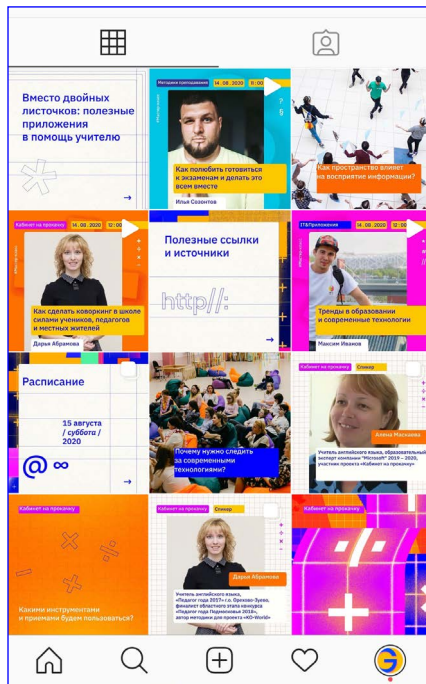 Вместо двойных
листочков: полезные
приложения
в помощь учителю
Методики преподавания
14.08.2020
Как полюбить готовиться
к экзаменам и делать это
всем вместе
Илья Созонтов
Как пространство влияет
на восприятие информации?
Кабинет на прокачку
14.08.2020
12:00
Как сделать коворкинг в школе
силами учеников, педагогов
и местных жителей
Дарья Абрамова
Полезные ссылки
и источники
http//:
IT&Приложения
14.08.2020
12:00
Тренды в образовании
и современные технологии
Максим Иванов
Расписание
15 августа
/ суббота /
2020
@ ∞
Почему нужно следить
за современными
технологиями?
Кабинет на прокачку
Спикер
Алена Маскаева
Учитель английского языка, образовательный
эксперт компании "Microsoft" 2019 – 2020,
участник проекта «Кабинет на прокачку»
Кабинет на прокачку
Какими инструментами
и приемами будем пользоваться?
Кабинет на прокачку
Спикер
Дарья Абрамова
Учитель английского языка,
«Педагог года 2017» г.о. Орехово-Зуево,
финалист областного этапа конкурса
«Педагог года Подмосковья 2018»,
автор методики для проекта «KO-World»
Кабинет на прокачку